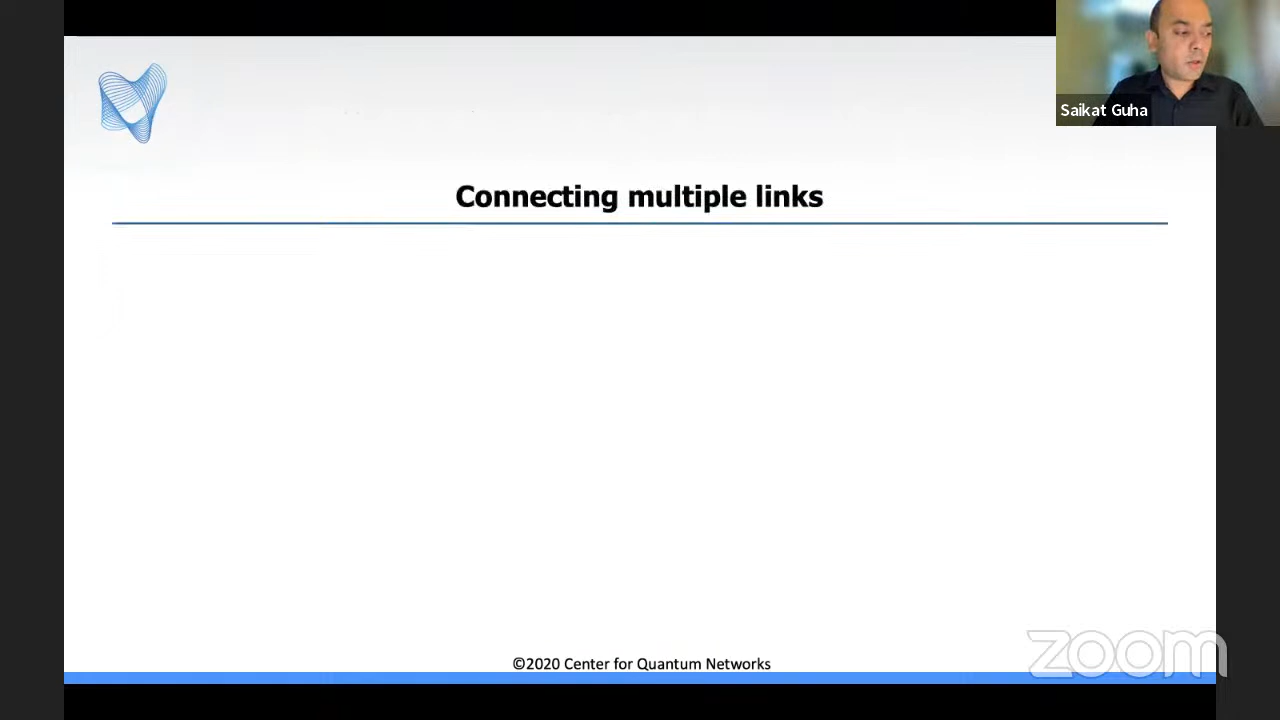 Saikat Guha
Connecting multiple links
©2020 Center for Quantum Networks
zoom